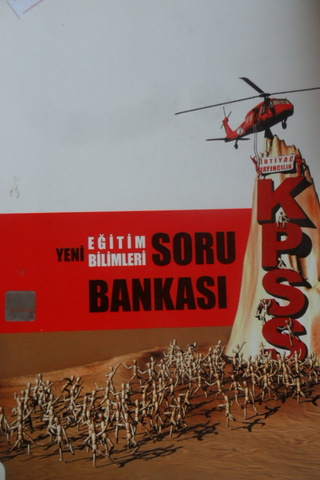 İHTİYAÇ
YAYINCILIK
KPSS
YENİ EĞİTİM BİLİMLERİ SORU
BANKASI